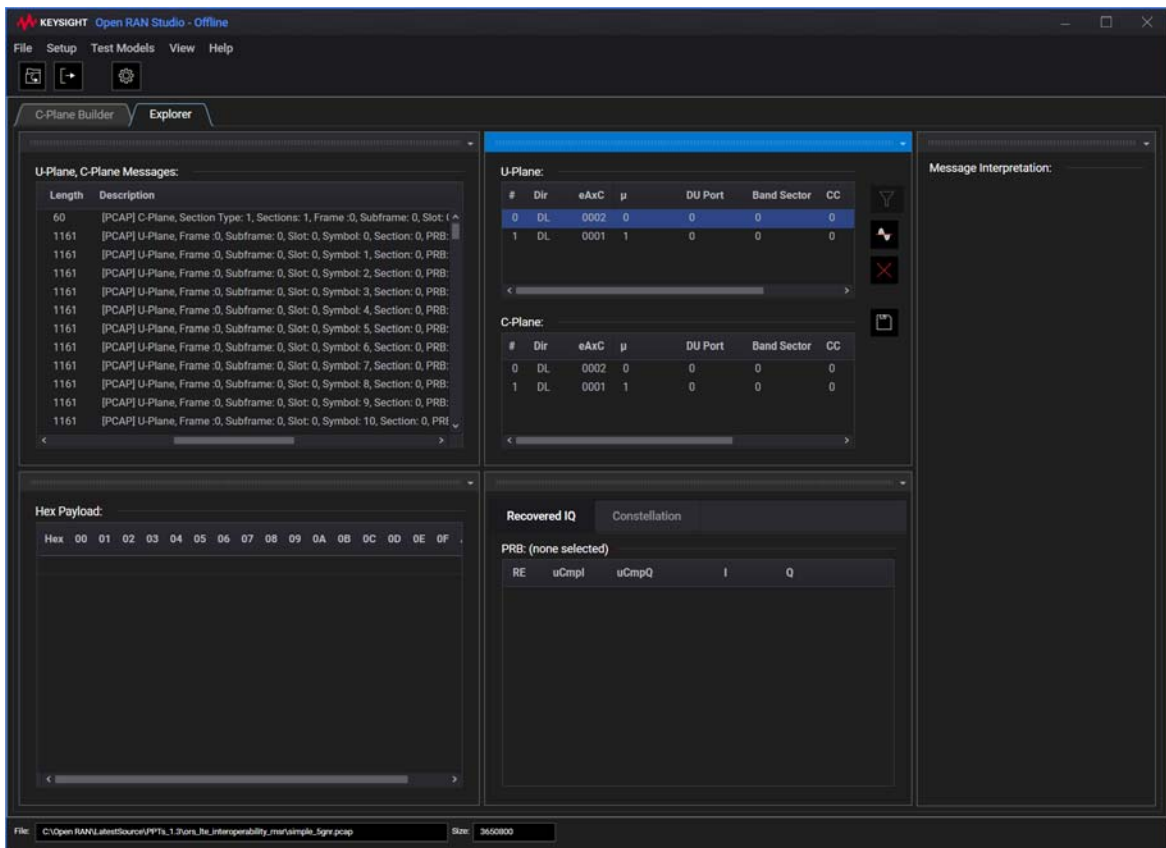 KEYSIGHT Open RAN Studio - Offline
File Setup Test Models View Help
C-Plane Builder Explorer
U-Plane, C-Plane Messages:
Length Description
60 [PCAP] C-Plane, Section Type: 1, Sections: 1, Frame :0, Subframe: 0, Slot: (
1161 [PCAP] U-Plane, Frame :0, Subframe: 0, Slot: 0, Symbol: 0, Section: 0, PRB:
1161 [PCAP] U-Plane, Frame :0, Subframe: 0, Slot: 0, Symbol: 1, Section: 0, PRB:
1161 [PCAP] U-Plane, Frame :0, Subframe: 0, Slot: 0, Symbol: 2, Section: 0, PRB:
1161 [PCAP] U-Plane, Frame :0, Subframe: 0, Slot: 0, Symbol: 3, Section: 0, PRB:
1161 [PCAP] U-Plane, Frame :0, Subframe: 0, Slot: 0, Symbol: 4, Section: 0, PRB:
1161 [PCAP] U-Plane, Frame :0, Subframe: 0, Slot: 0, Symbol: 5, Section: 0, PRB:
1161 [PCAP] U-Plane, Frame :0, Subframe: 0, Slot: 0, Symbol: 6, Section: 0, PRB:
1161 [PCAP] U-Plane, Frame :0, Subframe: 0, Slot: 0, Symbol: 7, Section: 0, PRB:
1161 [PCAP] U-Plane, Frame :0, Subframe: 0, Slot: 0, Symbol: 8, Section: 0, PRB:
1161 [PCAP] U-Plane, Frame :0, Subframe: 0, Slot: 0, Symbol: 9, Section: 0, PRB:
1161 [PCAP] U-Plane, Frame :0, Subframe: 0, Slot: 0, Symbol: 10, Section: 0, PRE
U-Plane:
# Dir eAxC µ DU Port Band Sector CC
0 DL 0002 0 0 0 0
1 DL 0001 1 0 0 0
C-Plane:
# Dir eAxC µ DU Port Band Sector CC
0 DL 0002 0 0 0 0
1 DL 0001 1 0 0 0
Message Interpretation:
Hex Payload:
Hex 00 01 02 03 04 05 06 07 08 09 0A 0B 0C 0D 0E 0F
Recovered IQ Constellation
PRB: (none selected)
RE uCmpI uCmpQ I Q
File: C:\Open RAN\LatestSource\PPTs_1.3\ors_lte_interoperability_msr\simple_5gnr.pcap Size: 3650800